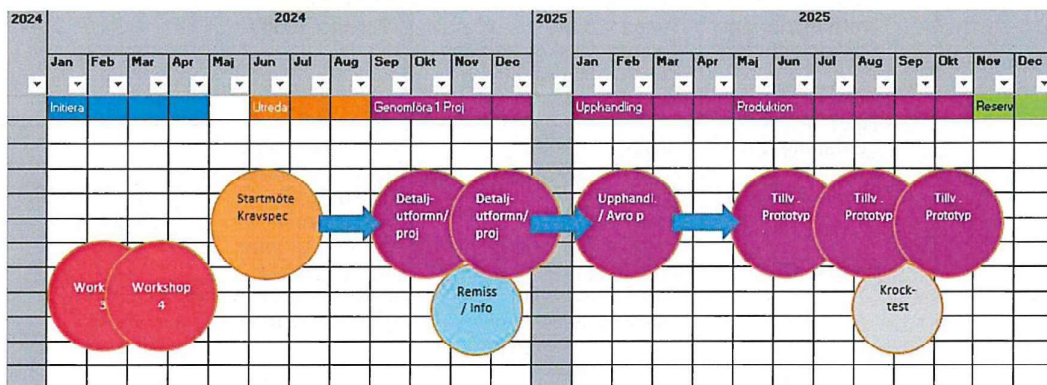 2024 2024 2025 2025
Jan Feb Mar Apr Maj Jun Jul Aug Sep Okt Nov Dec Jan Feb Mar Apr Maj Jun Jul Aug Sep Okt Nov Dec
Initiera Utreda Genomföra 1 Proj Upphandling Produktion Reserv
Startmöte
Kravspec
Detalj-
utformn/
proj
Detalj-
utformn/
proj
Upphandl.
/ Avrop
Tillv.
Prototyp
Tillv.
Prototyp
Tillv.
Prototyp
Work
3
Workshop
4
Remiss
/ info
Krock-
test